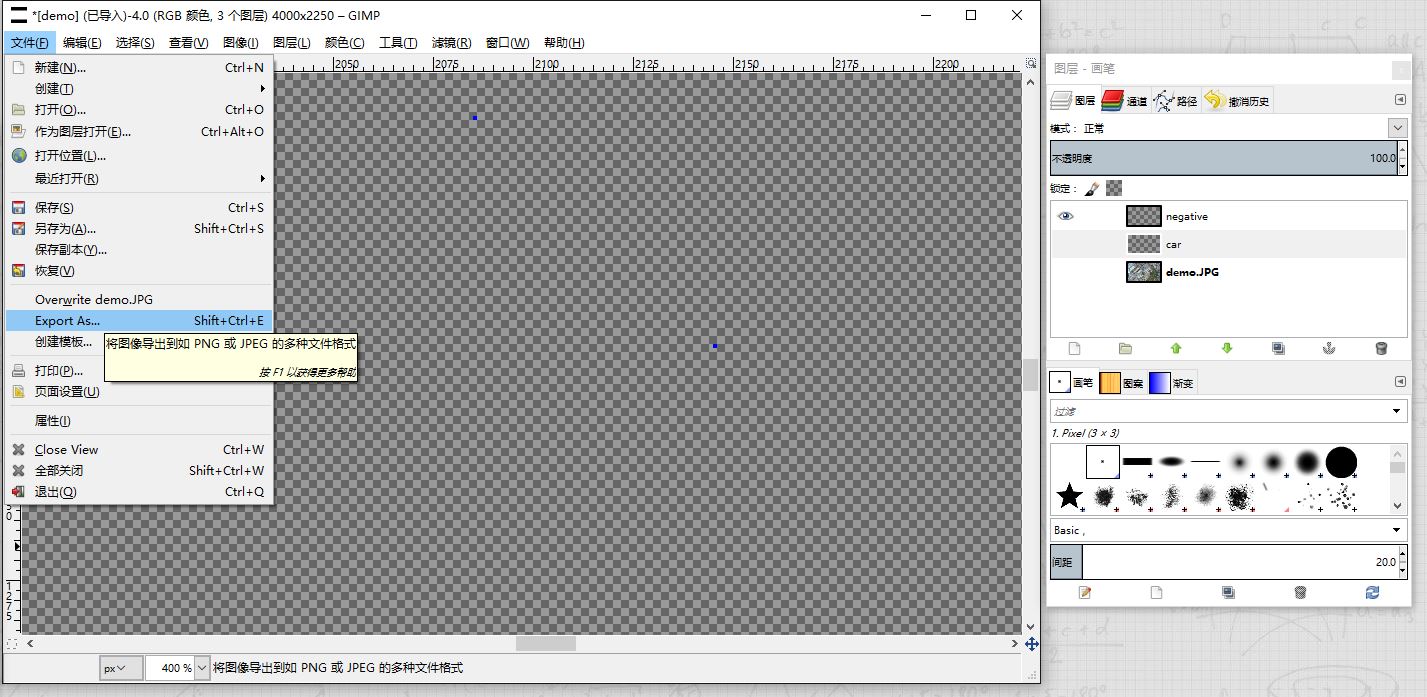 *[demo] (已导入)-4.0 (RGB 颜色, 3 个图层) 4000x2250 – GIMP
文件(F) 编辑(E) 选择(S) 查看(V) 图像(I) 图层(L) 颜色(C) 工具(T) 滤镜(R) 窗口(W) 帮助(H)
2050 2075 2100 2125 2150 2175 2200
新建(N)... Ctrl+N
创建(T)
打开(O)... Ctrl+O
作为图层打开(E)... Ctrl+Alt+O
打开位置(L)...
最近打开(R)
保存(S) Ctrl+S
另存为(A)... Shift+Ctrl+S
保存副本(Y)...
恢复(V)
Overwrite demo.JPG
Export As... Shift+Ctrl+E
创建模板...
将图像导出到如 PNG 或 JPEG 的多种文件格式
按 F1 以获得更多帮助
打印(P)...
页面设置(U)
属性(I)
Close View Ctrl+W
全部关闭 Shift+Ctrl+W
退出(Q) Ctrl+Q
1275
px 400 % 将图像导出到如 PNG 或 JPEG 的多种文件格式
图层 - 画笔
图层 通道 路径 撤消历史
模式： 正常
不透明度 100.0
锁定：
negative
car
demo.JPG
画笔 图案 渐变
过滤
1. Pixel (3 × 3)
Basic ,
间距 20.0